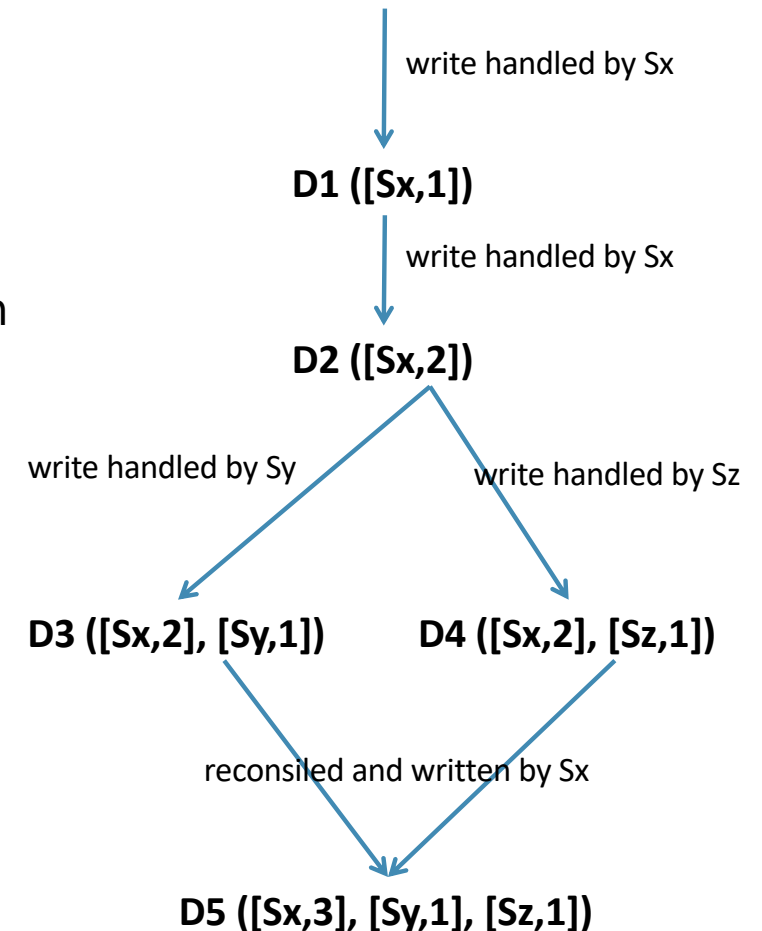 write handled by Sx
D1 ([Sx,1])
write handled by Sx
n
D2 ([Sx,2])
write handled by Sy
write handled by Sz
D3 ([Sx,2], [Sy,1])
D4 ([Sx,2], [Sz,1])
reconsiled and written by Sx
D5 ([Sx,3], [Sy,1], [Sz,1])